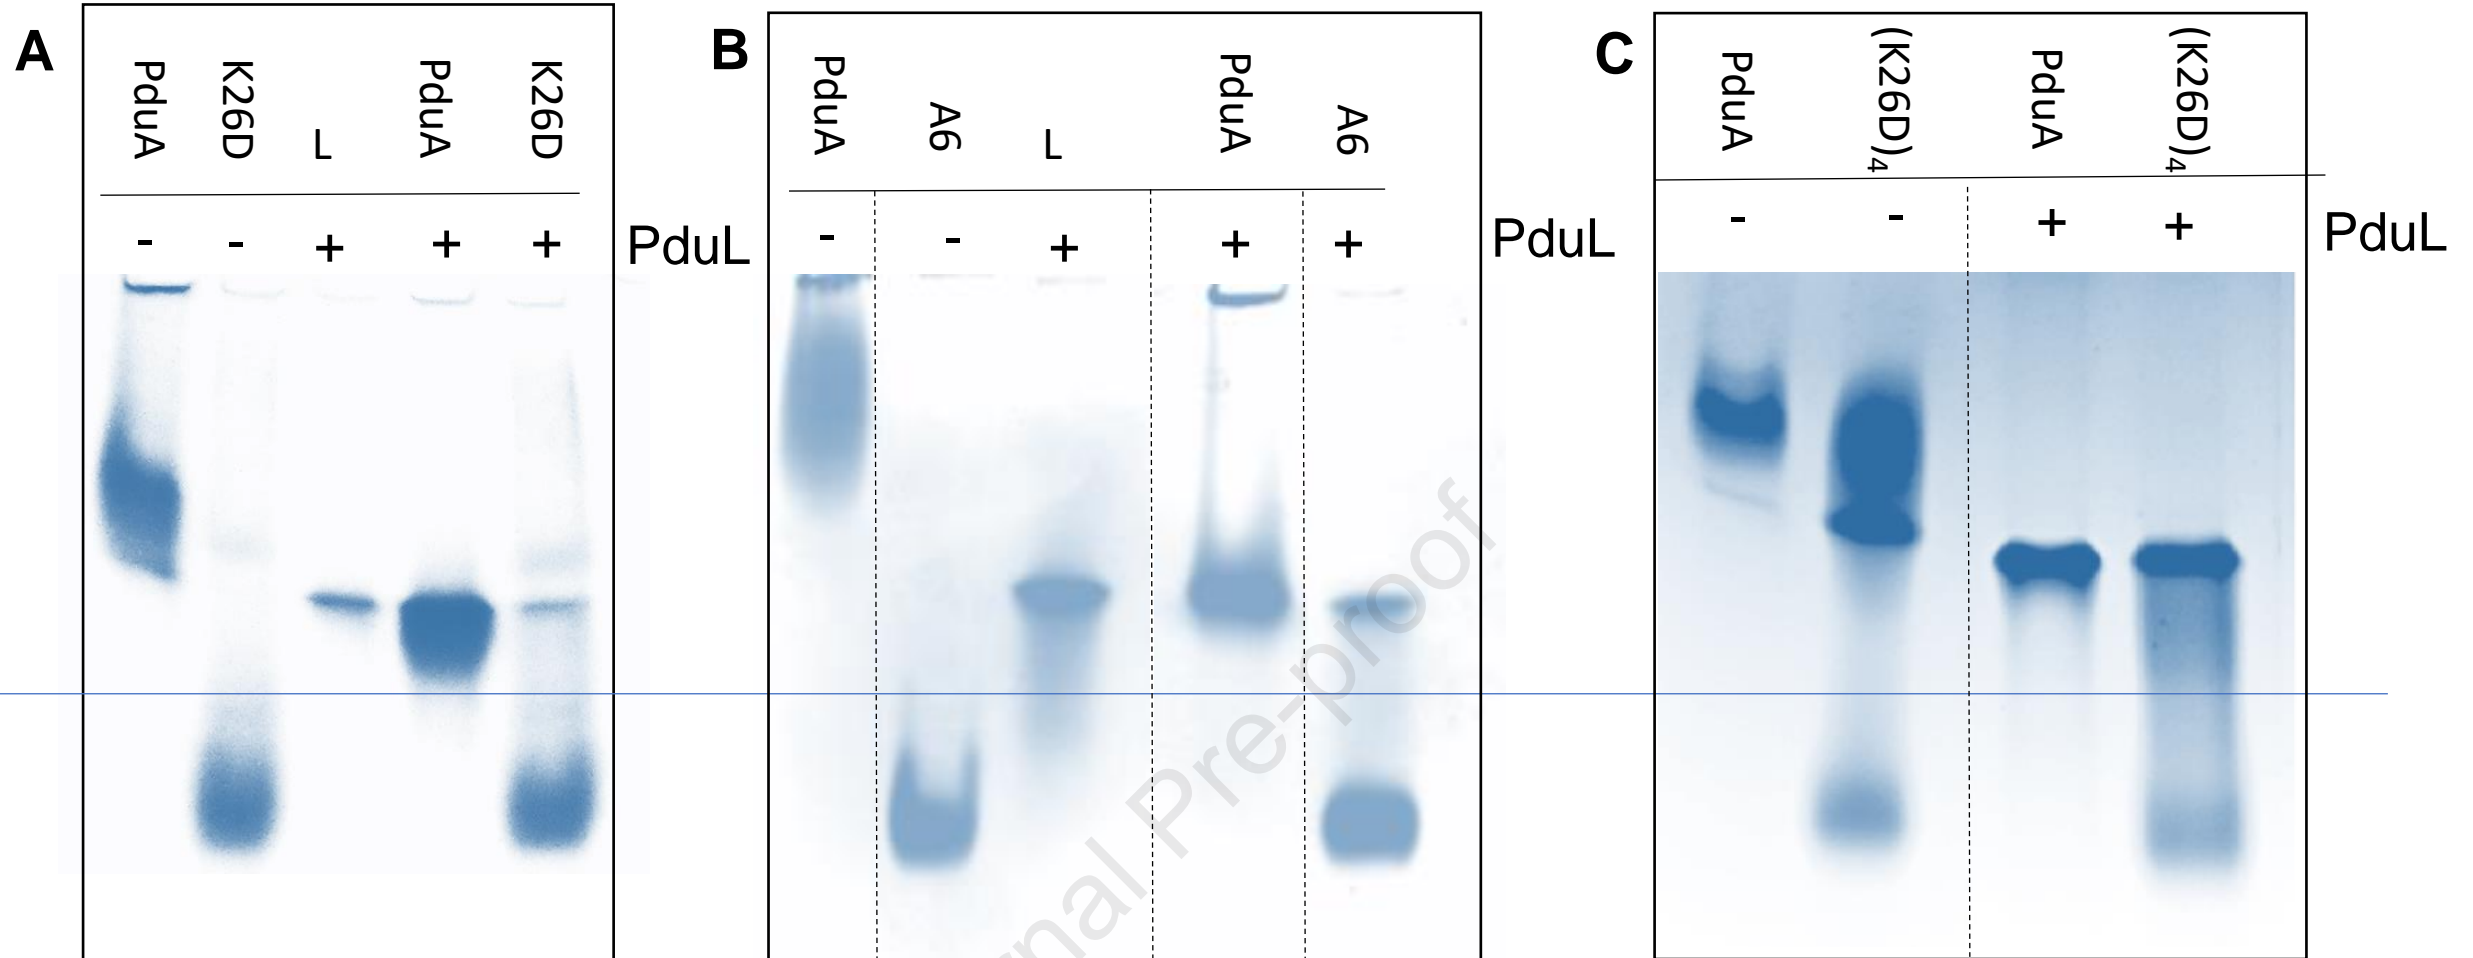 A
PduA K26D L PduA K26D
- - + + + PduL
B
PduA A6 L PduA A6
- - + + + PduL
C
PduA (K26D)4 PduA (K26D)4
- - + + PduL
nal Pre-proof